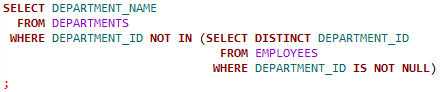 SELECT DEPARTMENT_NAME
FROM DEPARTMENTS
WHERE DEPARTMENT_ID NOT IN (SELECT DISTINCT DEPARTMENT_ID
FROM EMPLOYEES
WHERE DEPARTMENT_ID IS NOT NULL)
;